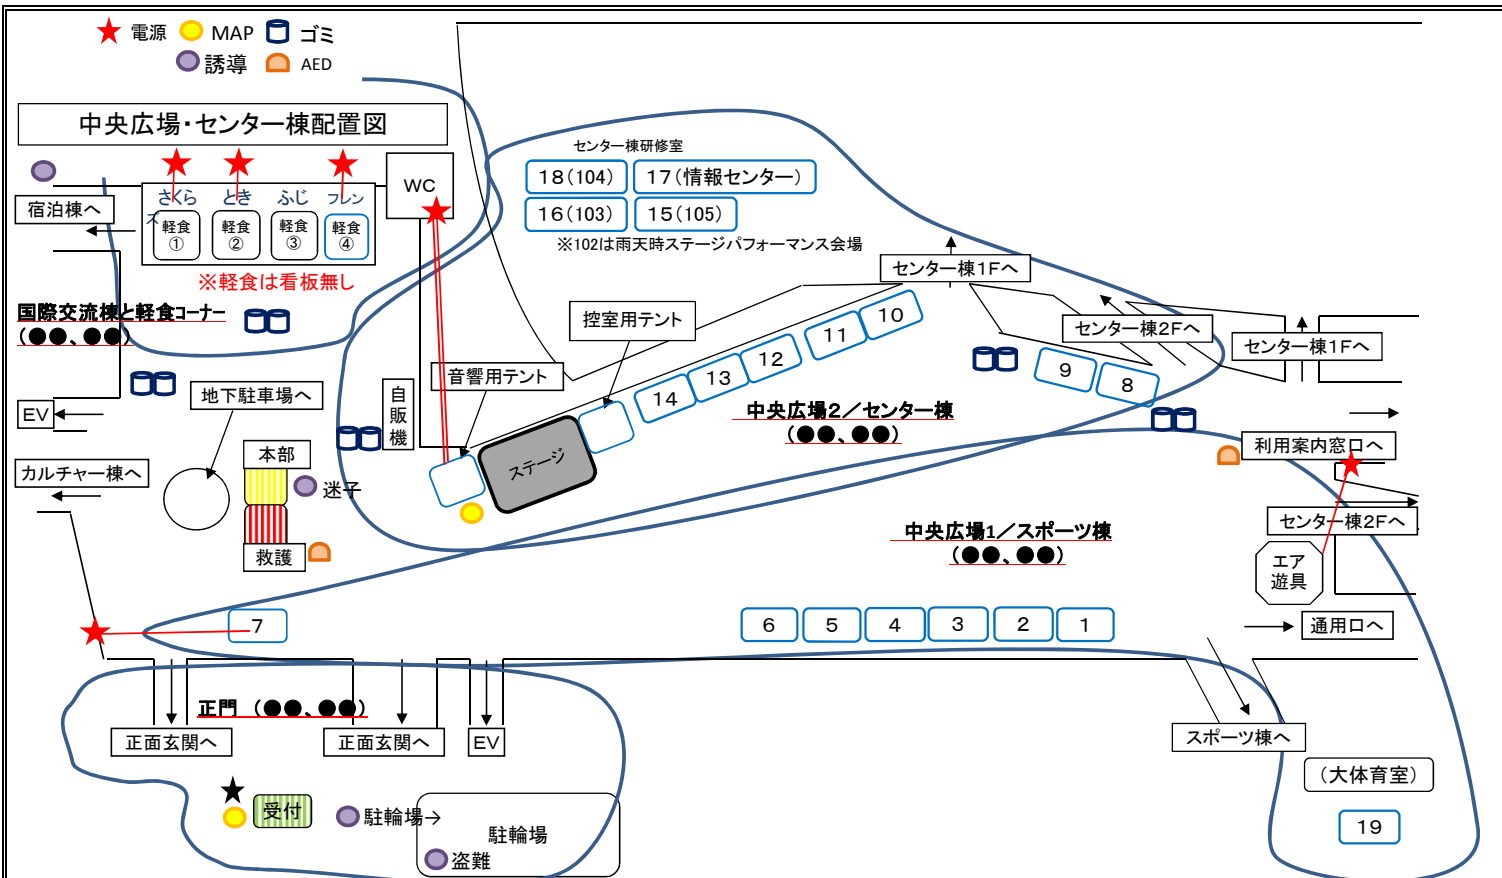 電源 MAP ゴミ
誘導 AED
中央広場・センター棟配置図
宿泊棟へ
さくら とき ふじ フレン
ズ
軽食① 軽食② 軽食③ 軽食④
※軽食は看板無し
WC
国際交流棟と軽食コーナー
(●●、●●)
センター棟研修室
18(104) 17(情報センター)
16(103) 15(105)
※102は雨天時ステージパフォーマンス会場
センター棟1Fへ
センター棟2Fへ
センター棟1Fへ
控室用テント
音響用テント
自販機
ステージ
14 13 12 11 10
9 8
中央広場2/センター棟
(●●、●●)
EV
地下駐車場へ
カルチャー棟へ
本部
迷子
救護
利用案内窓口へ
センター棟2Fへ
エア遊具
通用口へ
中央広場1/スポーツ棟
(●●、●●)
7
6 5 4 3 2 1
正門 (●●、●●)
正面玄関へ
正面玄関へ
EV
スポーツ棟へ
(大体育室)
19
受付
駐輪場→
駐輪場
盗難